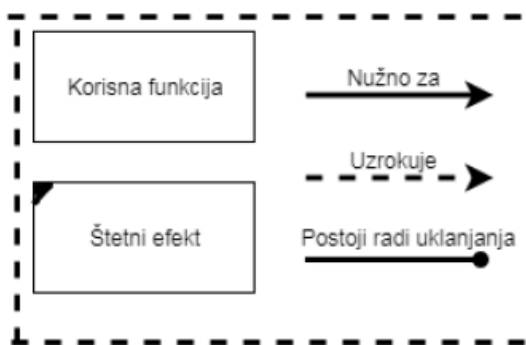 Korisna funkcija
Nužno za
Uzrokuje
Štetni efekt
Postoji radi uklanjanja